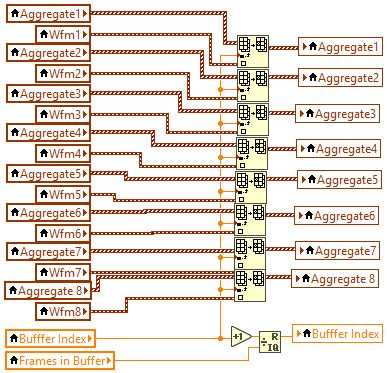 Aggregate1
Aggregate1
Wfm1
Aggregate2
Aggregate2
Wfm2
Aggregate3
Aggregate3
Wfm3
Aggregate4
Aggregate4
Wfm4
Aggregate5
Aggregate5
Wfm5
Aggregate6
Aggregate6
Wfm6
Aggregate7
Aggregate7
Wfm7
Aggregate 8
Aggregate 8
Wfm8
Bufffer Index
+1
R
IQ
Bufffer Index
Frames in Buffer